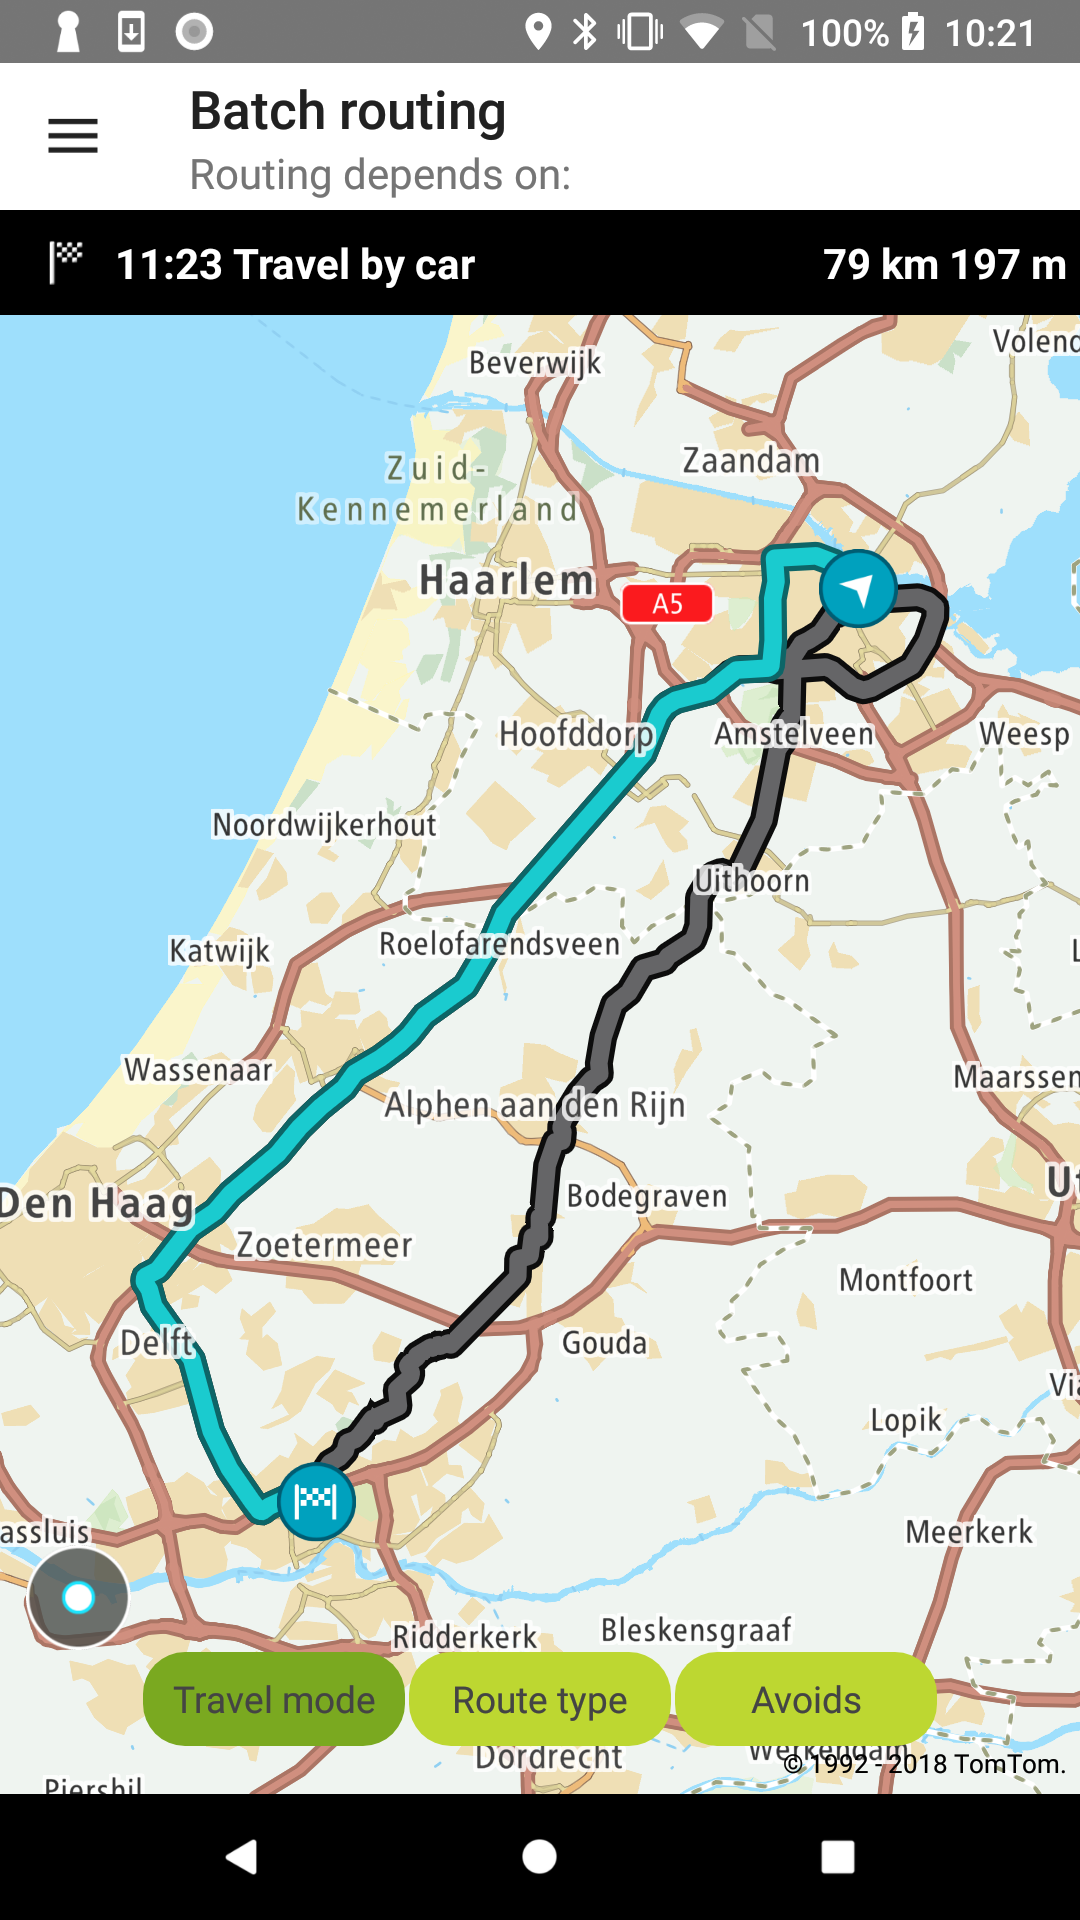 100% 10:21
Batch routing
Routing depends on:
11:23 Travel by car 79 km 197 m
Volend
Beverwijk
Zaandam
Zuid-
Kennemerland
Haarlem
A5
Hoofddorp
Amstelveen
Weesp
Noordwijkerhout
Uithoorn
Roelofarendsveen
Katwijk
L
Wassenaar
Maarssen
Alphen aan den Rijn
Ut
Bodegraven
Den Haag
Zoetermeer
Montfoort
Delft
Gouda
Via
Lopik
assluis
Meerkerk
Bleskensgraaf
Ridderkerk
Travel mode
Route type
Avoids
Werkendam
Dordrecht
© 1992 - 2018 TomTom.
Piershil